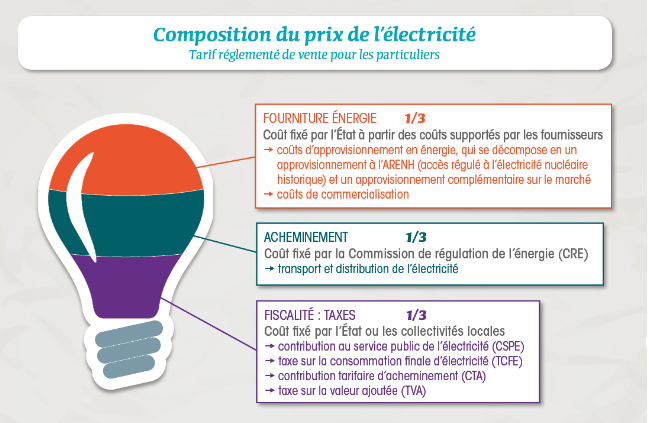 Composition du prix de l'électricité
Tarif réglementé de vente pour les particuliers
FOURNITURE ÉNERGIE 1/3
Coût fixé par l'État à partir des coûts supportés par les fournisseurs
→ coûts d'approvisionnement en énergie, qui se décompose en un
approvisionnement à l'ARENH (accès régulé à l'électricité nucléaire
historique) et un approvisionnement complémentaire sur le marché
→ coûts de commercialisation
ACHEMINEMENT 1/3
Coût fixé par la Commission de régulation de l'énergie (CRE)
→ transport et distribution de l'électricité
FISCALITÉ : TAXES 1/3
Coût fixé par l'État ou les collectivités locales
→ contribution au service public de l'électricité (CSPE)
→ taxe sur la consommation finale d'électricité (TCFE)
→ contribution tarifaire d'acheminement (CTA)
→ taxe sur la valeur ajoutée (TVA)